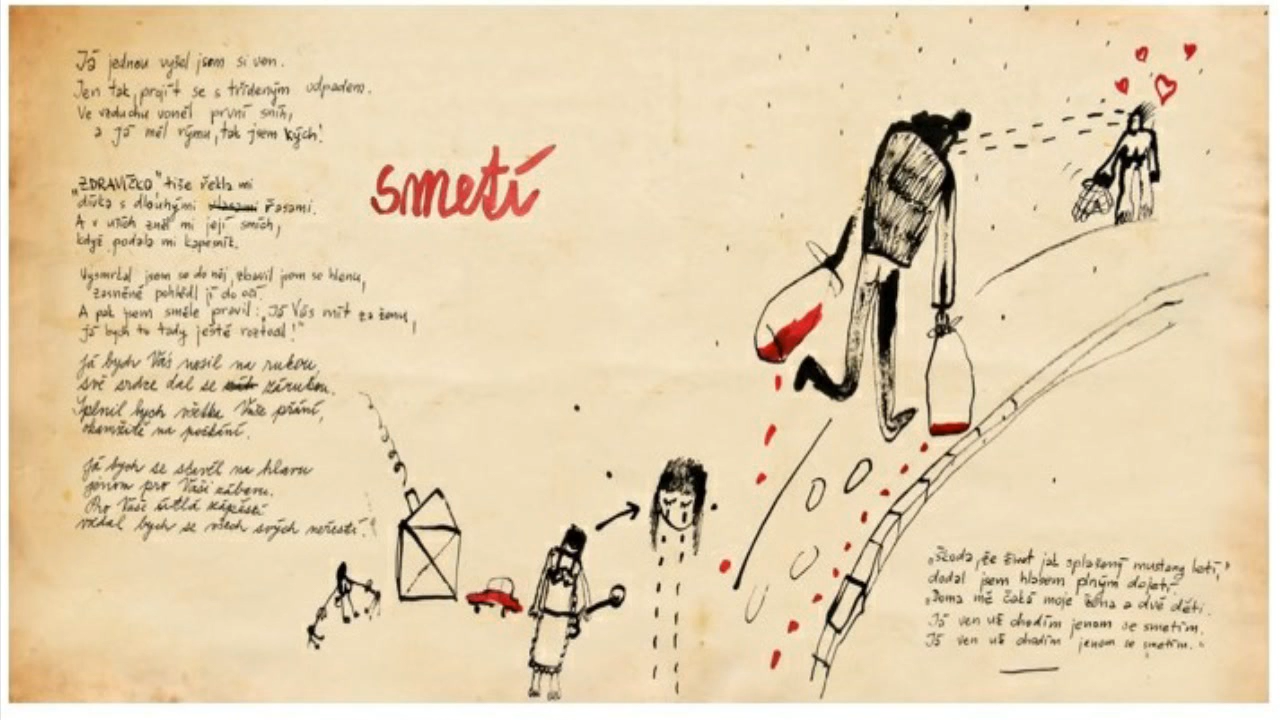 Já jednou vyšel jsem si ven.
Jen tak, projít se s tříděným odpadem.
Ve vzduchu voněl první sníh,
a já měl rýmu, tak jsem kých!
smetí
„ZDRAVÍČKO," tiše řekla mi
dívka s dlouhými vlasami řasami.
A v uších zněl mi její smích,
když podala mi kapesník.
Vysmrkal jsem se do něj, zbavil jsem se hlenu,
zasněně pohlédl jí do očí.
A pak jsem směle pravil: „Já Vás mít za ženu,
já bych to tady ještě roztočil!"
Já bych Vás nosil na rukou,
své srdce dal se zárukou.
Splnil bych všetka Vaše přání,
okamžitě na počkání.
Já bych se stavěl na hlavu
jenom pro Vaši zábavu.
Pro Vaše útlá zápěstí
vzdal bych se všech svých neřestí.
„Škoda, že život jak splašený mustang letí,"
dodal jsem hlasem plným dojetí.
„Doma mě čeká moje žena a dvě děti.
Já ven už chodím jenom se smetím.
Já ven už chodím jenom se smetím."